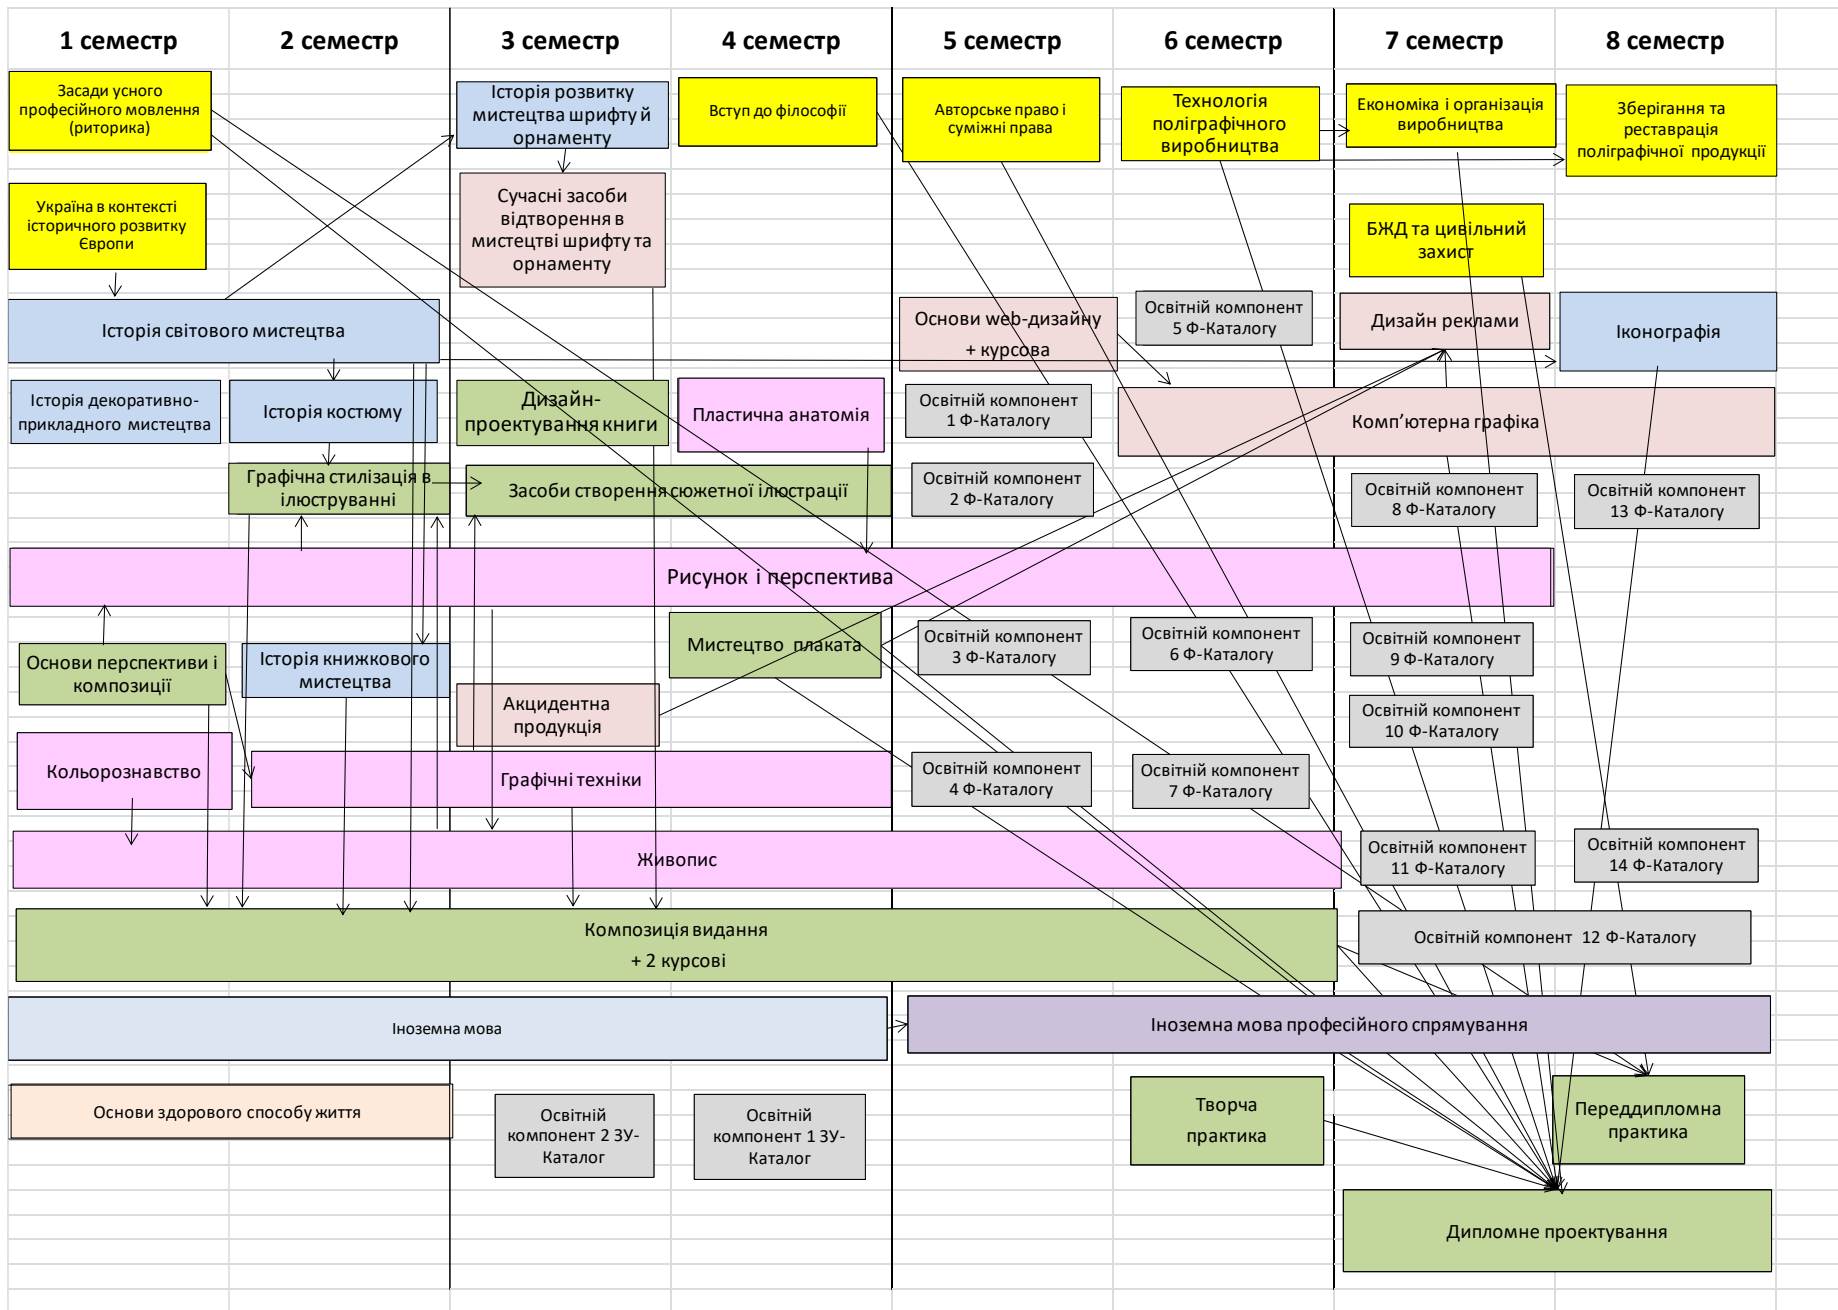 1 семестр
2 семестр
3 семестр
4 семестр
5 семестр
6 семестр
7 семестр
8 семестр
Засади усного
професійного мовлення
(риторика)
Історія розвитку
мистецтва шрифту й
орнаменту
Вступ до філософії
Авторське право і
суміжні права
Технологія
поліграфічного
виробництва
Економіка і організація
виробництва
Зберігання та
реставрація
поліграфічної продукції
Україна в контексті
історичного розвитку
Європи
Сучасні засоби
відтворення в
мистецтві шрифту та
орнаменту
БЖД та цивільний
захист
Історія світового мистецтва
Основи web-дизайну
+ курсова
Освітній компонент
5 Ф-Каталогу
Дизайн реклами
Іконографія
Історія декоративно-
прикладного мистецтва
Історія костюму
Дизайн-
проектування книги
Пластична анатомія
Освітній компонент
1 Ф-Каталогу
Комп’ютерна графіка
Графічна стилізація в
ілюструванні
Засоби створення сюжетної ілюстрації
Освітній компонент
2 Ф-Каталогу
Освітній компонент
8 Ф-Каталогу
Освітній компонент
13 Ф-Каталогу
Рисунок і перспектива
Основи перспективи і
композиції
Історія книжкового
мистецтва
Акцидентна
продукція
Мистецтво плаката
Освітній компонент
3 Ф-Каталогу
Освітній компонент
6 Ф-Каталогу
Освітній компонент
9 Ф-Каталогу
Освітній компонент
10 Ф-Каталогу
Кольорознавство
Графічні техніки
Освітній компонент
4 Ф-Каталогу
Освітній компонент
7 Ф-Каталогу
Живопис
Освітній компонент
11 Ф-Каталогу
Освітній компонент
14 Ф-Каталогу
Композиція видання
+ 2 курсові
Освітній компонент 12 Ф-Каталогу
Іноземна мова
Іноземна мова професійного спрямування
Основи здорового способу життя
Освітній
компонент 2 ЗУ-
Каталог
Освітній
компонент 1 ЗУ-
Каталог
Творча
практика
Переддипломна
практика
Дипломне проектування